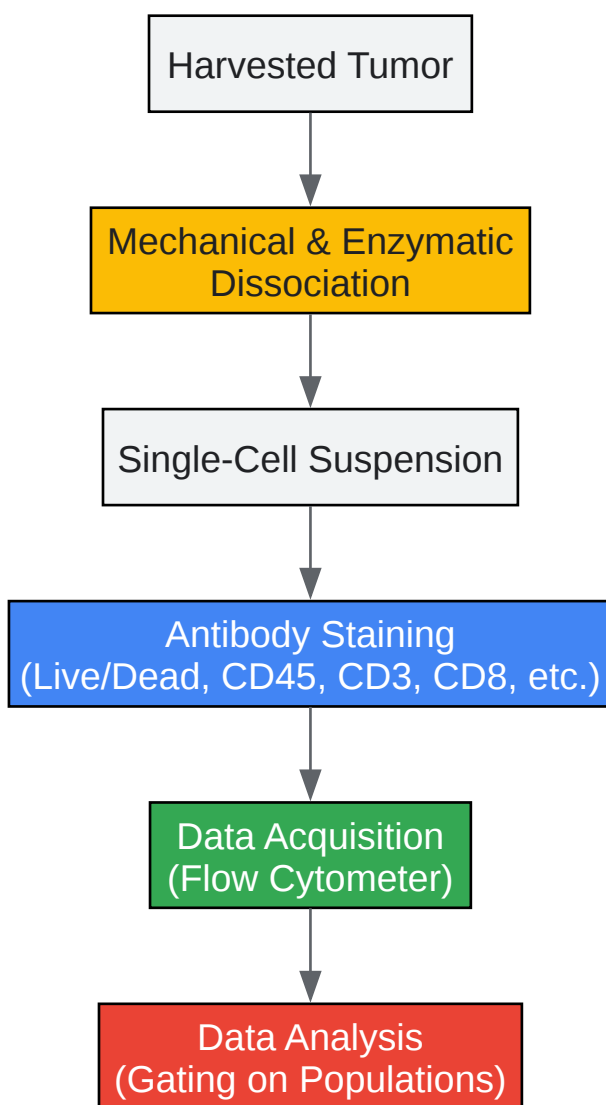 Harvested Tumor
Mechanical & Enzymatic
Dissociation
Single-Cell Suspension
Antibody Staining
(Live/Dead, CD45, CD3, CD8, etc.)
Data Acquisition
(Flow Cytometer)
Data Analysis
(Gating on Populations)